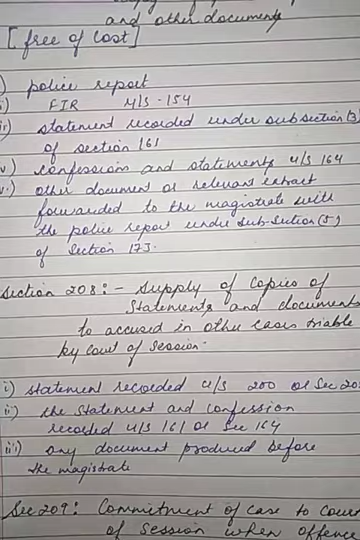 and other documents
[free of cost]
) police report
i) FIR u/s - 154
ii) statement recorded under subsection(3)
of section 161
v) confession and statements u/s 164
v:) other document or relevant extract
forwarded to the magistrate with
the police report under sub-section (5)
of Section 173.
Section 208:- Supply of Copies of
Statements and documents
to accused in other cases triable
by court of session.
i) statement recorded u/s 200 or Sec 20
ii) the statement and confession
recorded u/s 161 or Sec 164
iii) any document produced before
the magistrate
Sec 209: Commitment of case to Cour
of session when offence